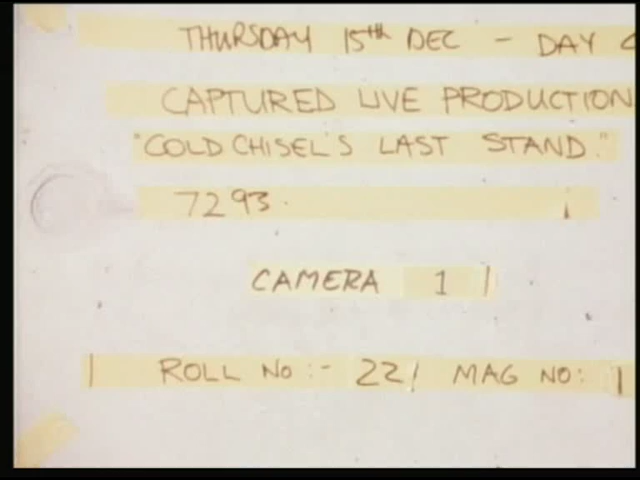 THURSDAY 15th DEC - DAY
CAPTURED LIVE PRODUCTION
"COLD CHISEL'S LAST STAND."
7293.
CAMERA 1
ROLL No:- 22 MAG NO: 1